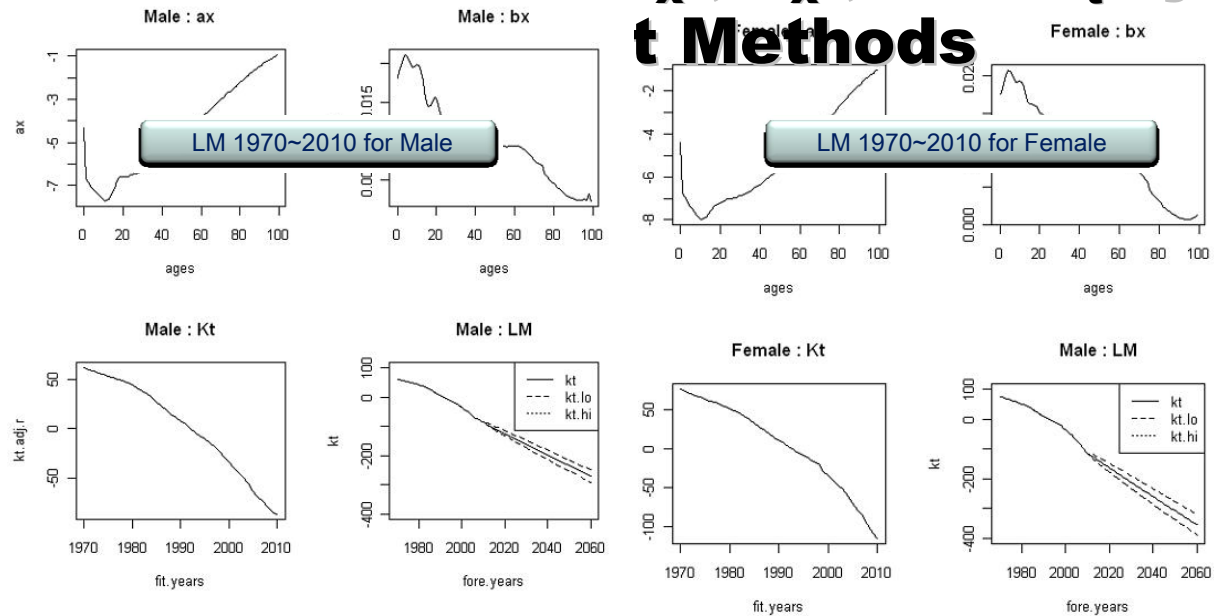 t Methods
Male : ax
Male : bx
Female : bx
ax
-1
-3
-5
-7
0 20 40 60 80 100
ages
0.015
0 20 40 60 80 100
ages
-2
-4
-6
-8
0 20 40 60 80 100
ages
0.000
0 20 40 60 80 100
ages
LM 1970~2010 for Male
LM 1970~2010 for Female
Male : Kt
kt.adj.r
50
0
-50
1970 1980 1990 2000 2010
fit.years
Male : LM
kt
100
0
-200
-400
kt
kt.lo
kt.hi
1980 2000 2020 2040 2060
fore.years
Female : Kt
50
0
-50
-100
1970 1980 1990 2000 2010
fit.years
Male : LM
kt
100
0
-200
-400
kt
kt.lo
kt.hi
1980 2000 2020 2040 2060
fore.years